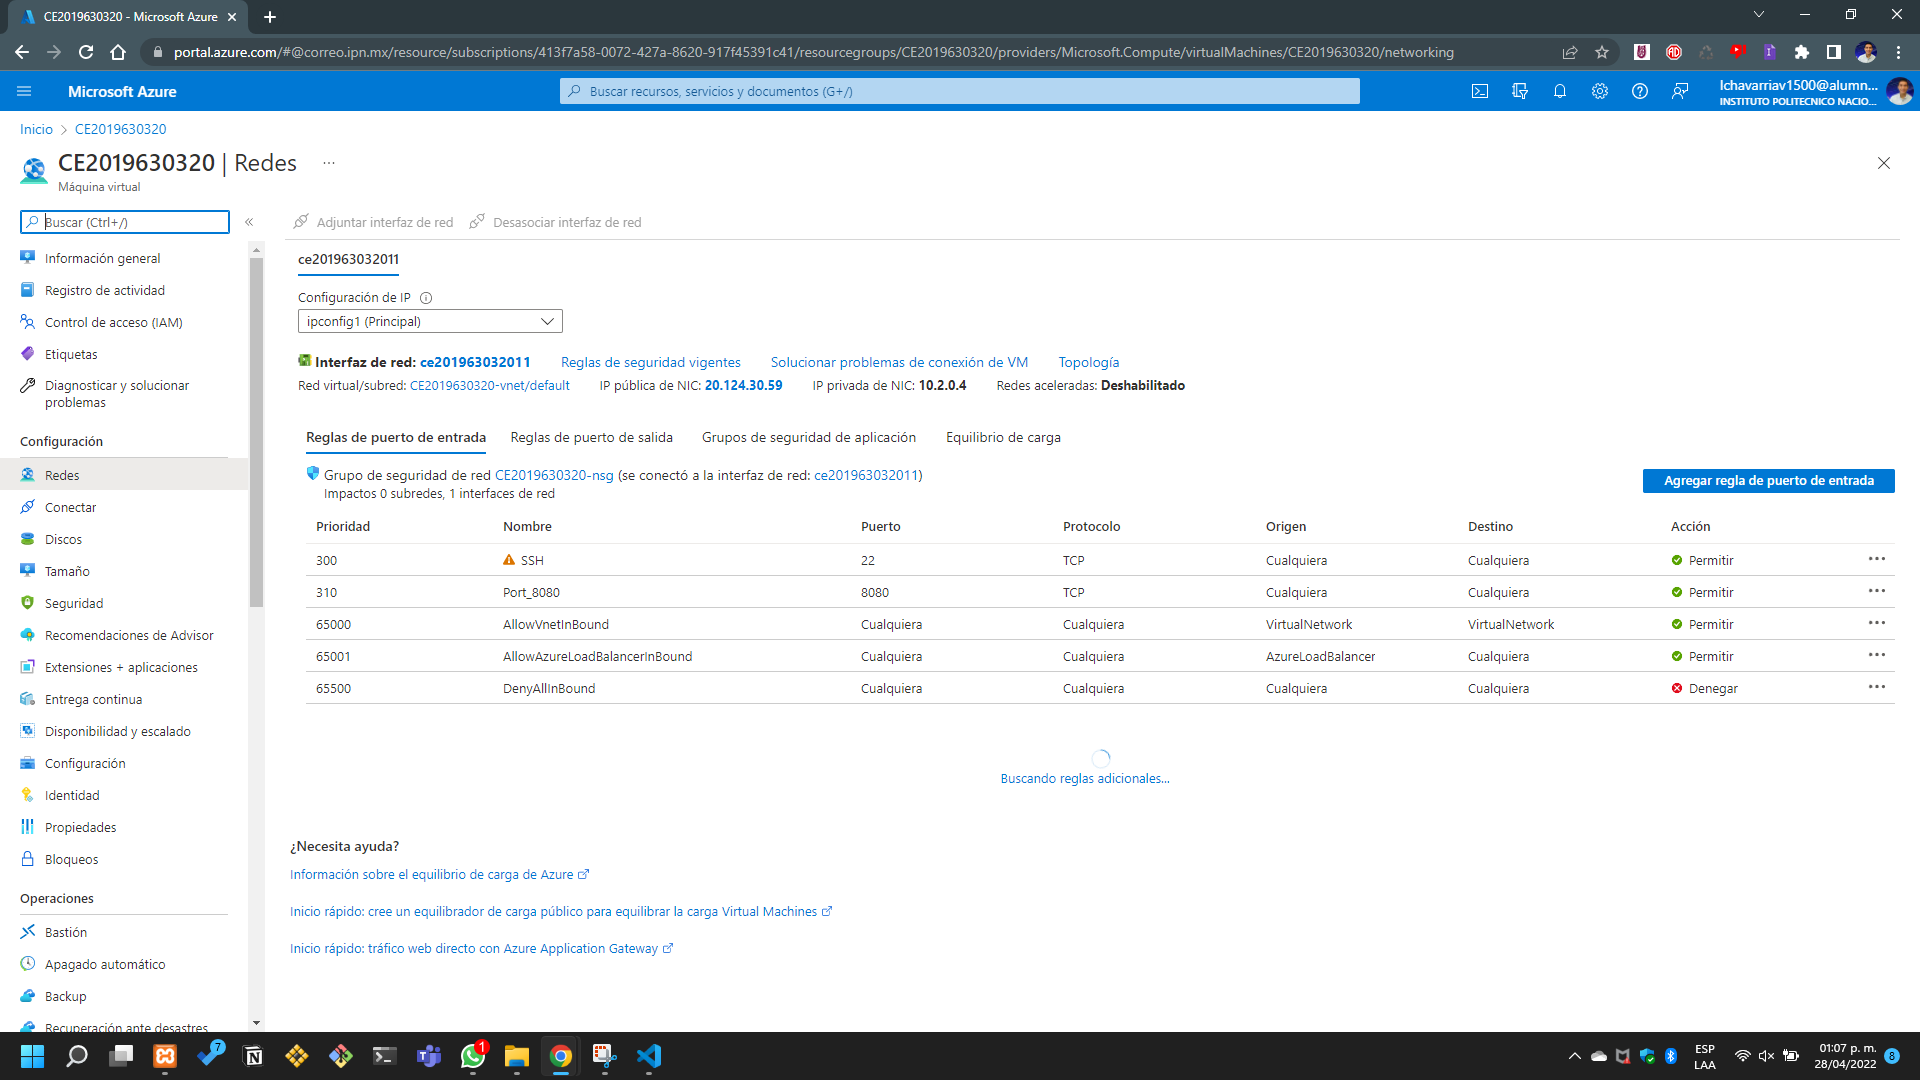 CE2019630320 - Microsoft Azure
portal.azure.com/#@correo.ipn.mx/resource/subscriptions/413f7a58-0072-427a-8620-917f45391c41/resourcegroups/CE2019630320/providers/Microsoft.Compute/virtualMachines/CE2019630320/networking
Microsoft Azure
Buscar recursos, servicios y documentos (G+/)
lchavarriav1500@alumn...
INSTITUTO POLITECNICO NACIO...
Inicio > CE2019630320
CE2019630320 | Redes ...
Máquina virtual
Buscar (Ctrl+/)
«
Información general
Registro de actividad
Control de acceso (IAM)
Etiquetas
Diagnosticar y solucionar
problemas
Configuración
Redes
Conectar
Discos
Tamaño
Seguridad
Recomendaciones de Advisor
Extensiones + aplicaciones
Entrega continua
Disponibilidad y escalado
Configuración
Identidad
Propiedades
Bloqueos
Operaciones
Bastión
Apagado automático
Backup
Recuperación ante desastres
Adjuntar interfaz de red Desasociar interfaz de red
ce201963032011
Configuración de IP
ipconfig1 (Principal)
Interfaz de red: ce201963032011 Reglas de seguridad vigentes Solucionar problemas de conexión de VM Topología
Red virtual/subred: CE2019630320-vnet/default IP pública de NIC: 20.124.30.59 IP privada de NIC: 10.2.0.4 Redes aceleradas: Deshabilitado
Reglas de puerto de entrada Reglas de puerto de salida Grupos de seguridad de aplicación Equilibrio de carga
Grupo de seguridad de red CE2019630320-nsg (se conectó a la interfaz de red: ce201963032011)
Impactos 0 subredes, 1 interfaces de red
Agregar regla de puerto de entrada
Prioridad Nombre Puerto Protocolo Origen Destino Acción
300 SSH 22 TCP Cualquiera Cualquiera Permitir ...
310 Port_8080 8080 TCP Cualquiera Cualquiera Permitir ...
65000 AllowVnetInBound Cualquiera Cualquiera VirtualNetwork VirtualNetwork Permitir ...
65001 AllowAzureLoadBalancerInBound Cualquiera Cualquiera AzureLoadBalancer Cualquiera Permitir ...
65500 DenyAllInBound Cualquiera Cualquiera Cualquiera Cualquiera Denegar ...
Buscando reglas adicionales...
¿Necesita ayuda?
Información sobre el equilibrio de carga de Azure
Inicio rápido: cree un equilibrador de carga público para equilibrar la carga Virtual Machines
Inicio rápido: tráfico web directo con Azure Application Gateway
7
1
ESP
LAA
01:07 p. m.
28/04/2022
8